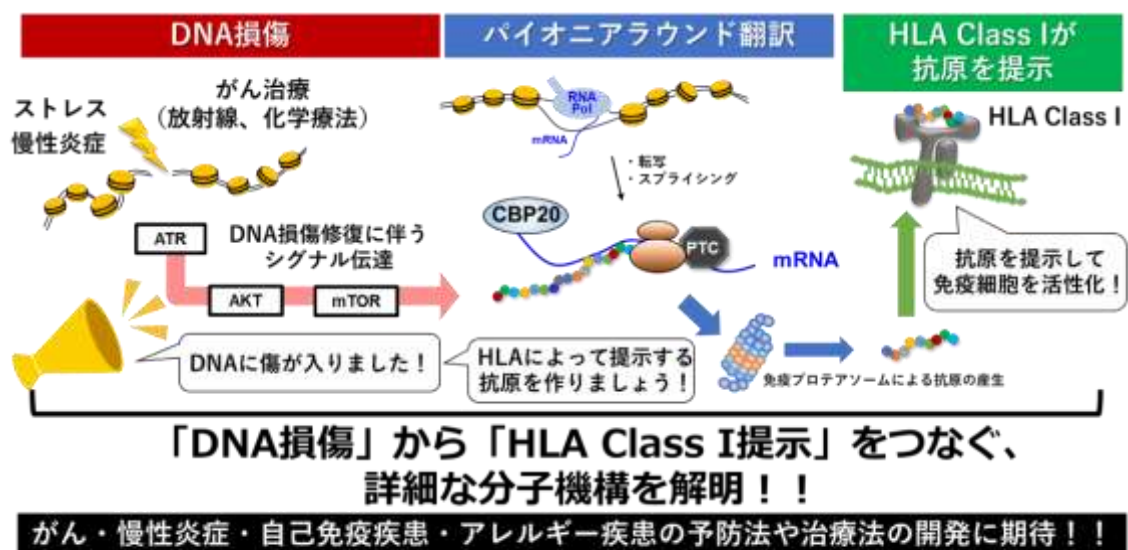 DNA損傷
パイオニアラウンド翻訳
HLA Class Iが
抗原を提示
ストレス
慢性炎症
がん治療
(放射線、化学療法)
RNA
Pol
mRNA
・転写
・スプライシング
HLA Class I
CBP20
PTC
mRNA
ATR
DNA損傷修復に伴う
シグナル伝達
AKT
mTOR
抗原を提示して
免疫細胞を活性化！
DNAに傷が入りました！
HLAによって提示する
抗原を作りましょう！
免疫プロテアソームによる抗原の産生
「DNA損傷」から「HLA Class I提示」をつなぐ、
詳細な分子機構を解明！！
がん・慢性炎症・自己免疫疾患・アレルギー疾患の予防法や治療法の開発に期待！！